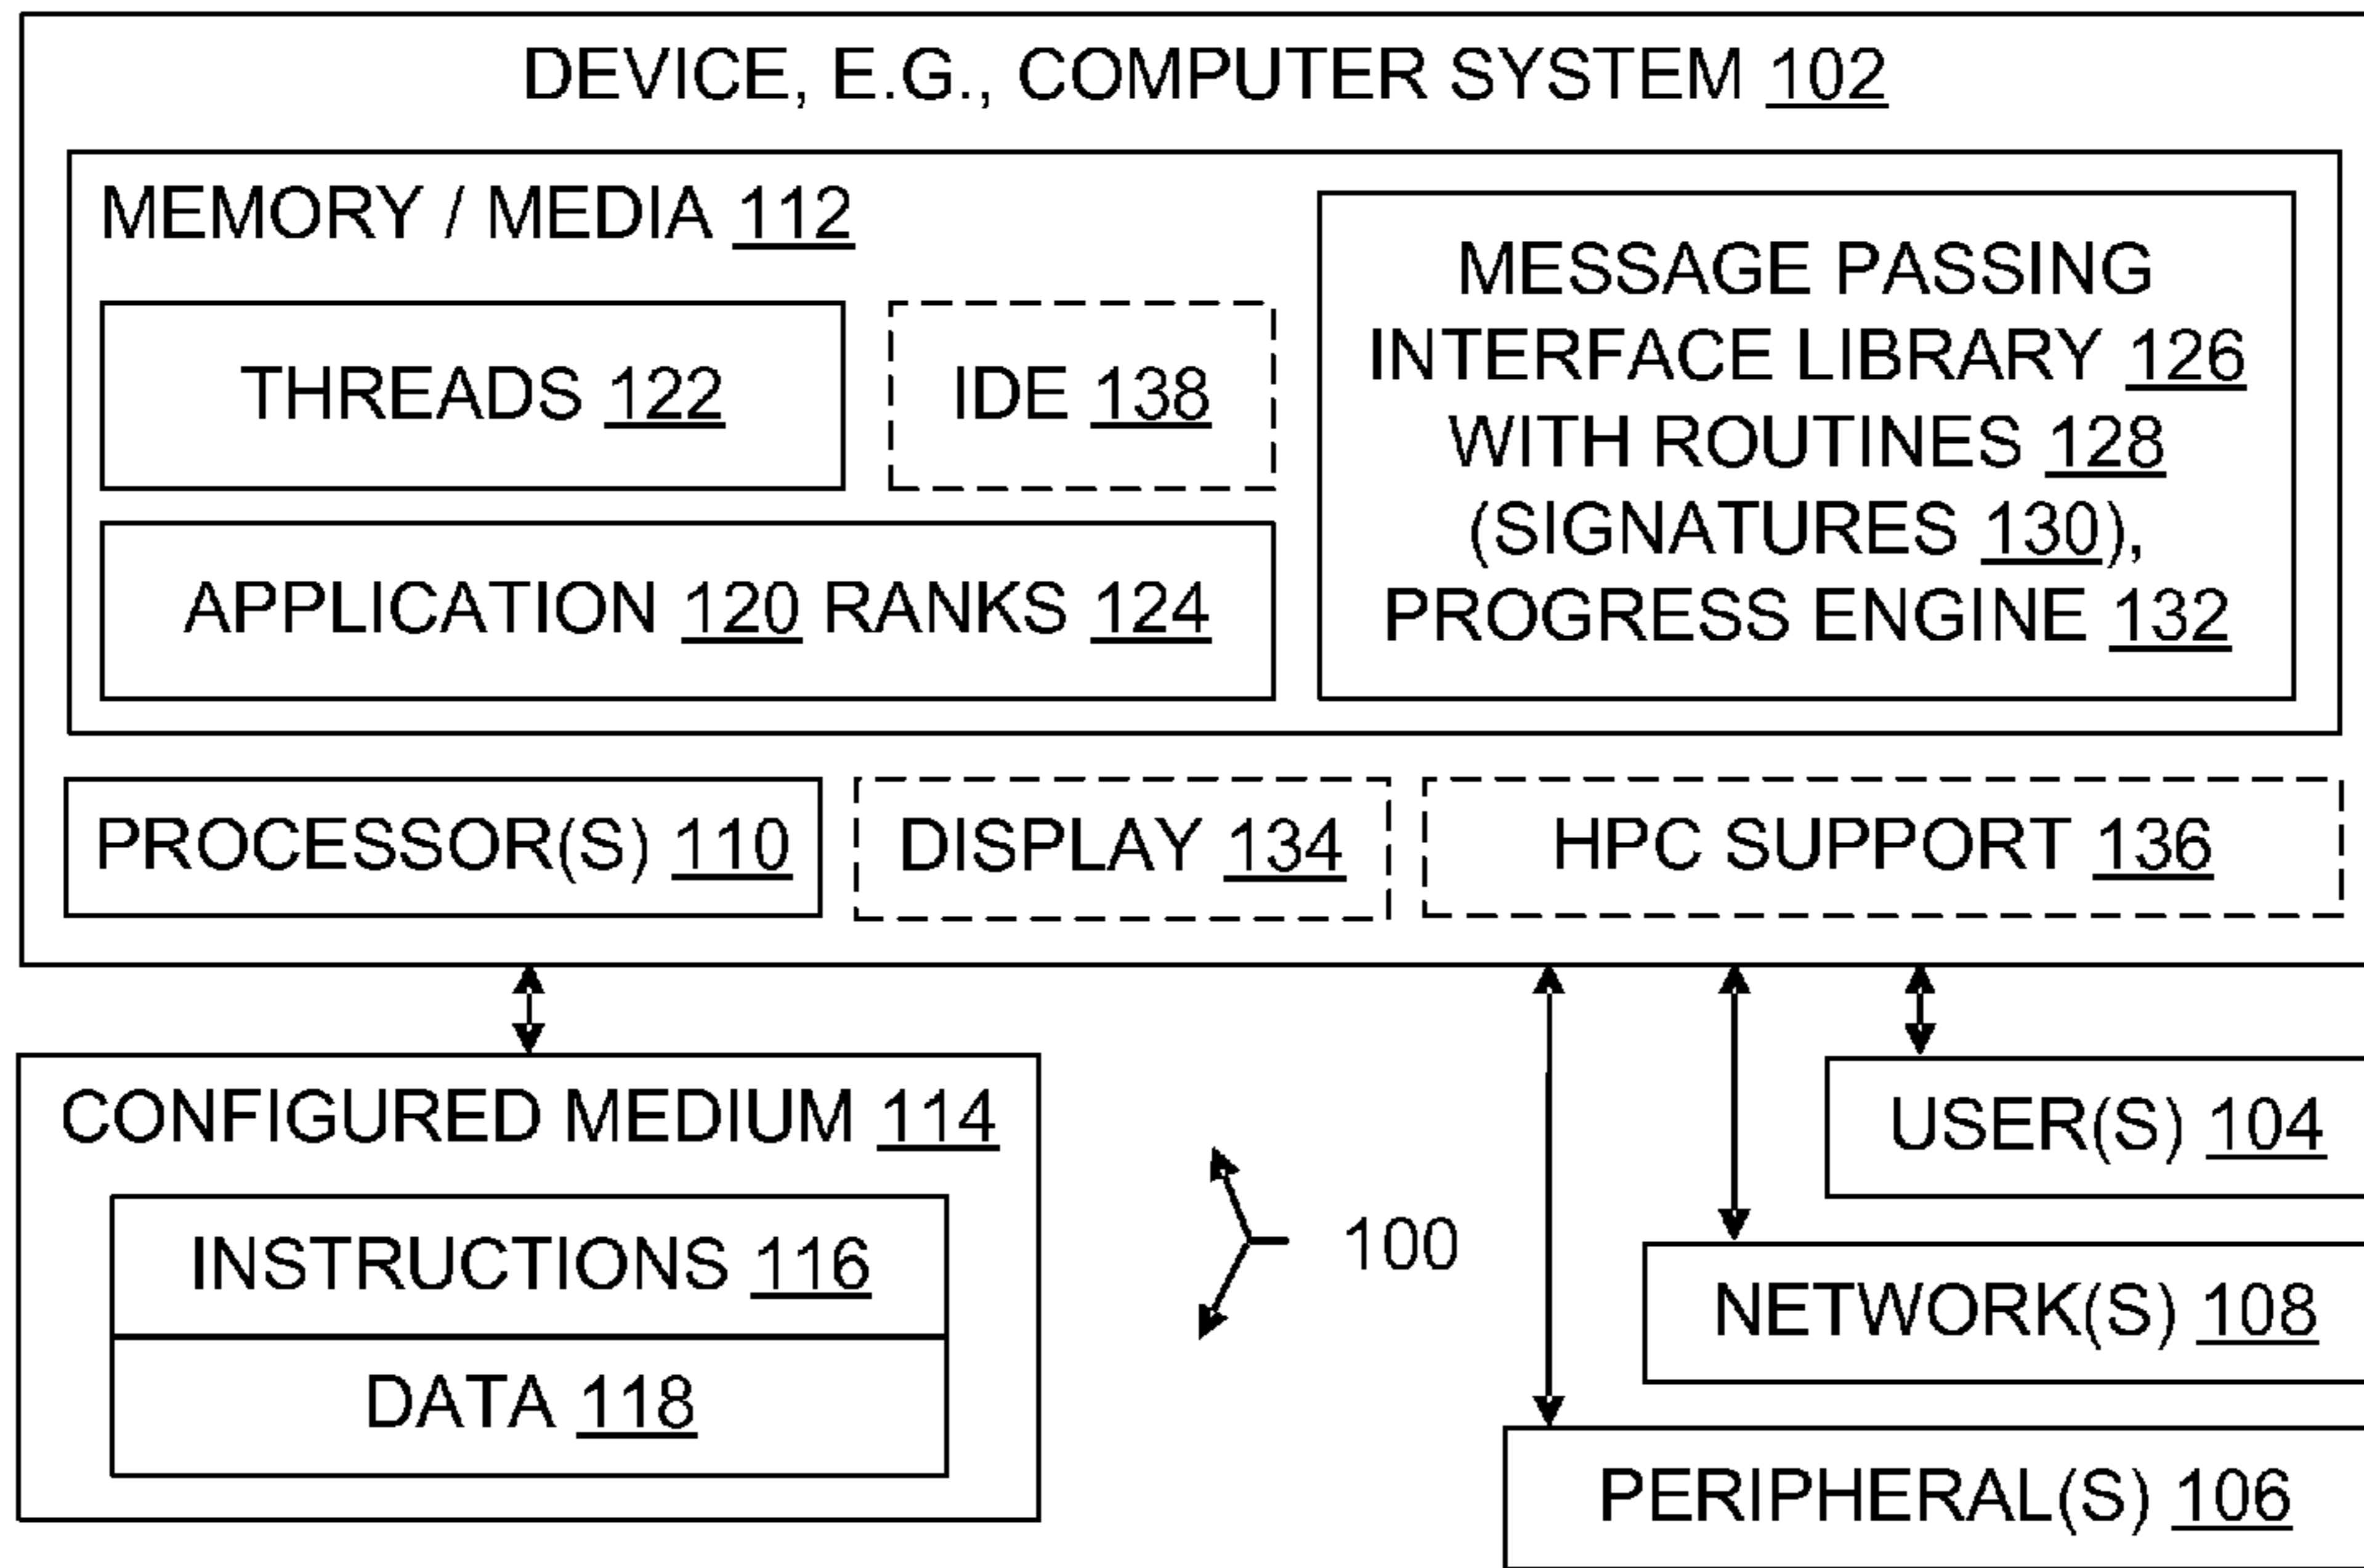 DEVICE, E.G., COMPUTER SYSTEM 102
MEMORY / MEDIA 112
THREADS 122
IDE 138
APPLICATION 120 RANKS 124
MESSAGE PASSING
INTERFACE LIBRARY 126
WITH ROUTINES 128
(SIGNATURES 130),
PROGRESS ENGINE 132
PROCESSOR(S) 110
DISPLAY 134
HPC SUPPORT 136
CONFIGURED MEDIUM 114
INSTRUCTIONS 116
DATA 118
100
USER(S) 104
NETWORK(S) 108
PERIPHERAL(S) 106